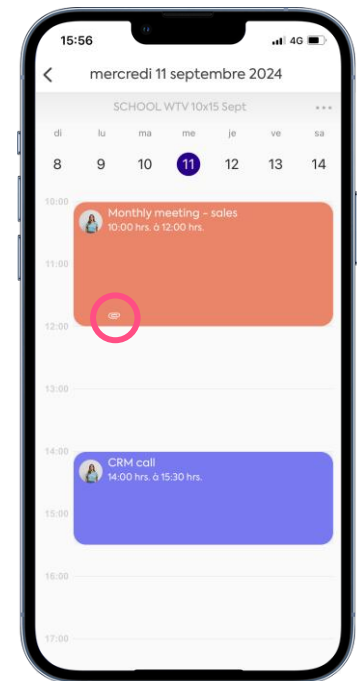 15:56
4G
mercredi 11 septembre 2024
SCHOOL WTV 10x15 Sept
di lu ma me je ve sa
8 9 10 11 12 13 14
10:00
Monthly meeting - sales
10:00 hrs. à 12:00 hrs.
11:00
12:00
13:00
14:00
CRM call
14:00 hrs. à 15:30 hrs.
15:00
16:00
17:00